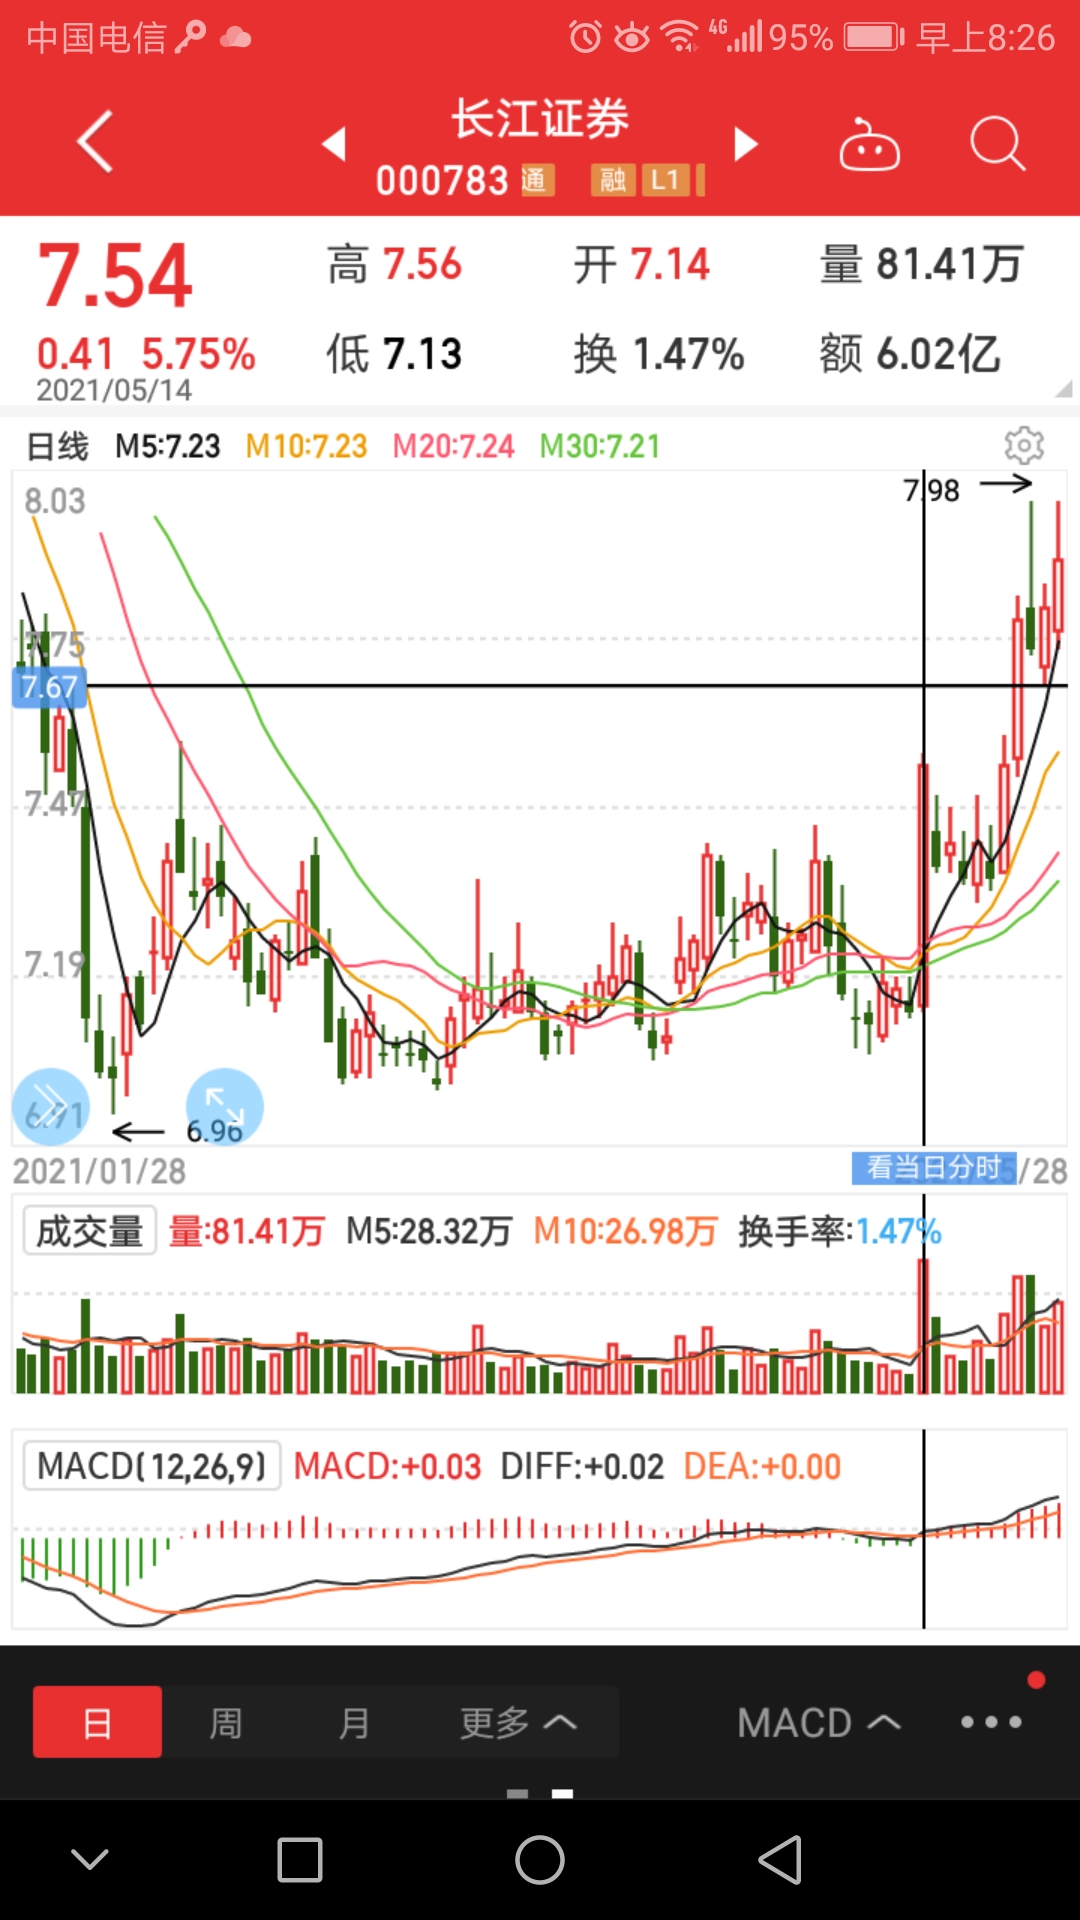 中国电信 4G 95% 早上8:26
长江证券
000783 通 融 L1
7.54 高 7.56 开 7.14 量 81.41万
0.41 5.75% 低 7.13 换 1.47% 额 6.02亿
2021/05/14
日线 M5:7.23 M10:7.23 M20:7.24 M30:7.21
8.03
7.98
7.75
7.67
7.47
7.19
6.91
6.96
2021/01/28 看当日分时 /28
成交量 量:81.41万 M5:28.32万 M10:26.98万 换手率:1.47%
MACD(12,26,9) MACD:+0.03 DIFF:+0.02 DEA:+0.00
日 周 月 更多 MACD